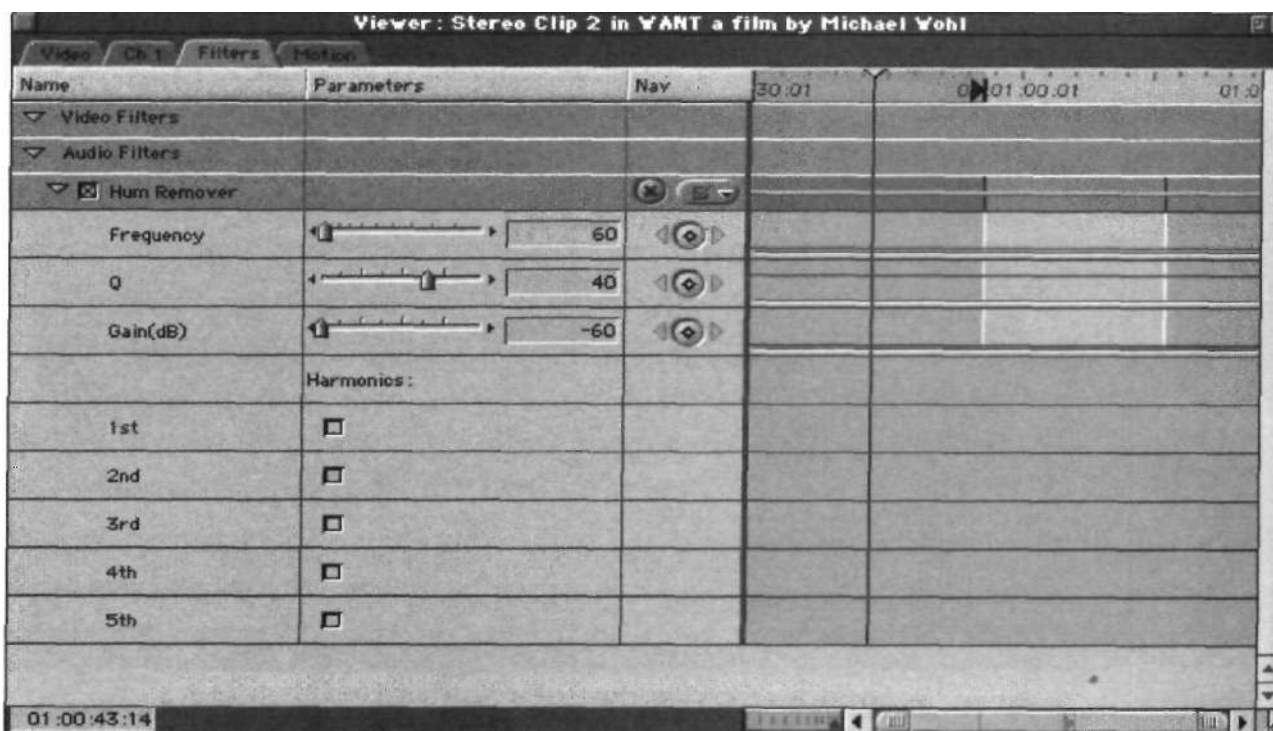 Viewer : Stereo Clip 2 in WANT a film by Michael Wohl
Video Ch 1 Filters Motion
Name Parameters Nav 30:01 01:00:01 01:0
Video Filters
Audio Filters
Hum Remover
Frequency 60
Q 40
Gain(dB) -60
Harmonics :
1st
2nd
3rd
4th
5th
01:00:43:14